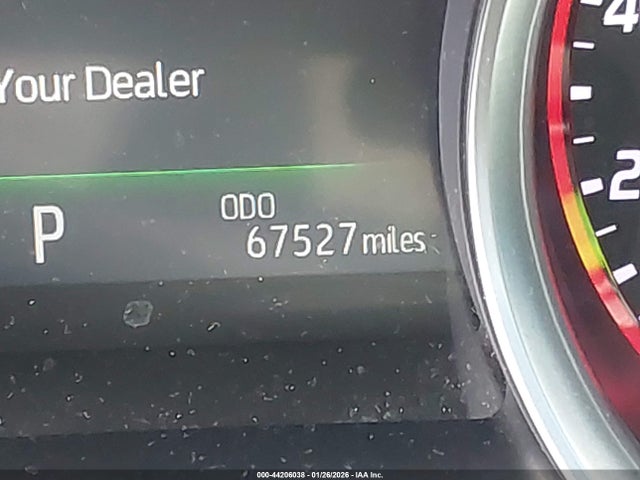 Your Dealer
P
ODO
67527 miles
4
2
000-44206038 - 01/26/2026 - IAA Inc.